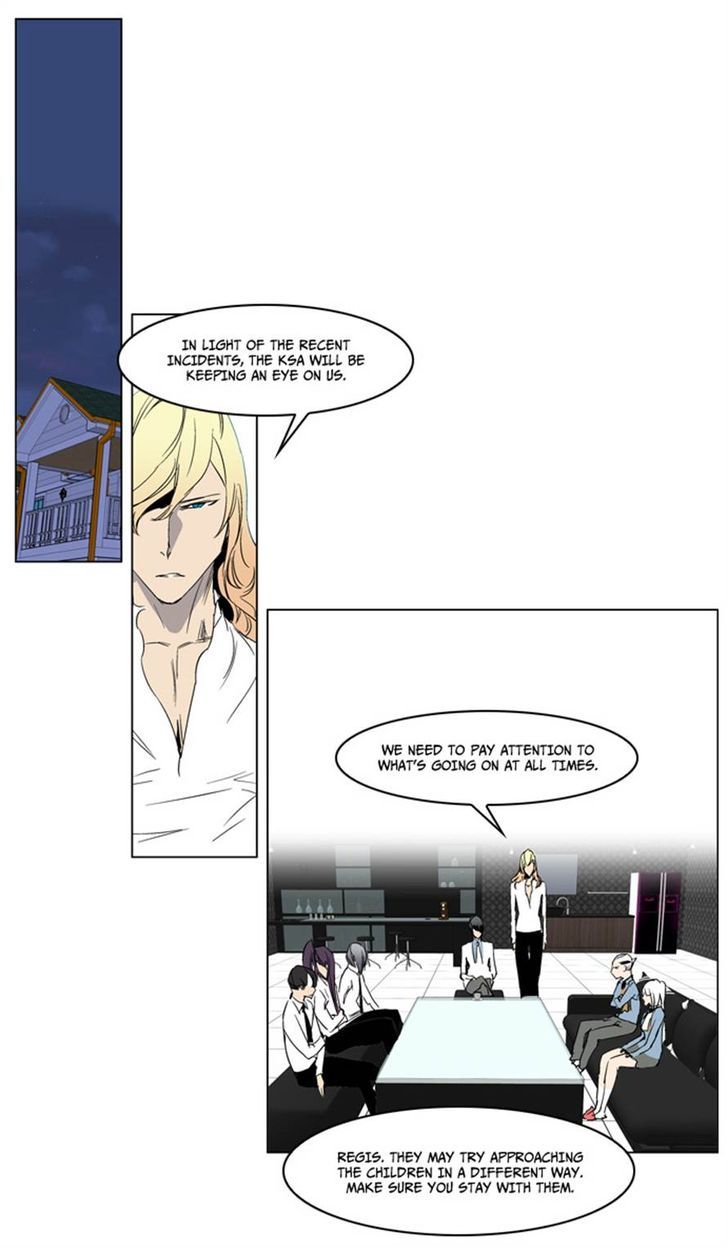 IN LIGHT OF THE RECENT
INCIDENTS, THE KSA WILL BE
KEEPING AN EYE ON US.
WE NEED TO PAY ATTENTION TO
WHAT'S GOING ON AT ALL TIMES.
REGIS. THEY MAY TRY APPROACHING
THE CHILDREN IN A DIFFERENT WAY.
MAKE SURE YOU STAY WITH THEM.